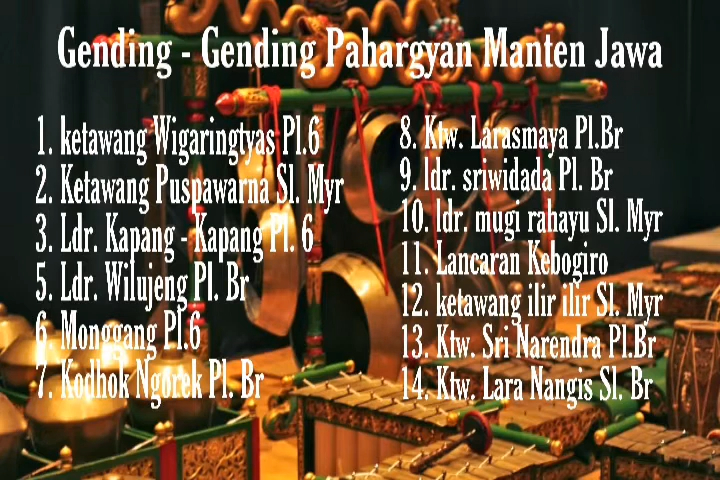 Gending - Gending Pahargyan Manten Jawa
1. ketawang Wigaringtyas Pl.6
2. Ketawang Puspawarna Sl. Myr
3. Ldr. Kapang - Kapang Pl. 6
5. Ldr. Wilujeng Pl. Br
6. Monggang Pl.6
7. Kodhok Ngorek Pl. Br
8. Ktw. Larasmaya Pl.Br
9. ldr. sriwidada Pl. Br
10. ldr. mugi rahayu Sl. Myr
11. Lancaran Kebogiro
12. ketawang ilir ilir Sl. Myr
13. Ktw. Sri Narendra Pl.Br
14. Ktw. Lara Nangis Sl. Br